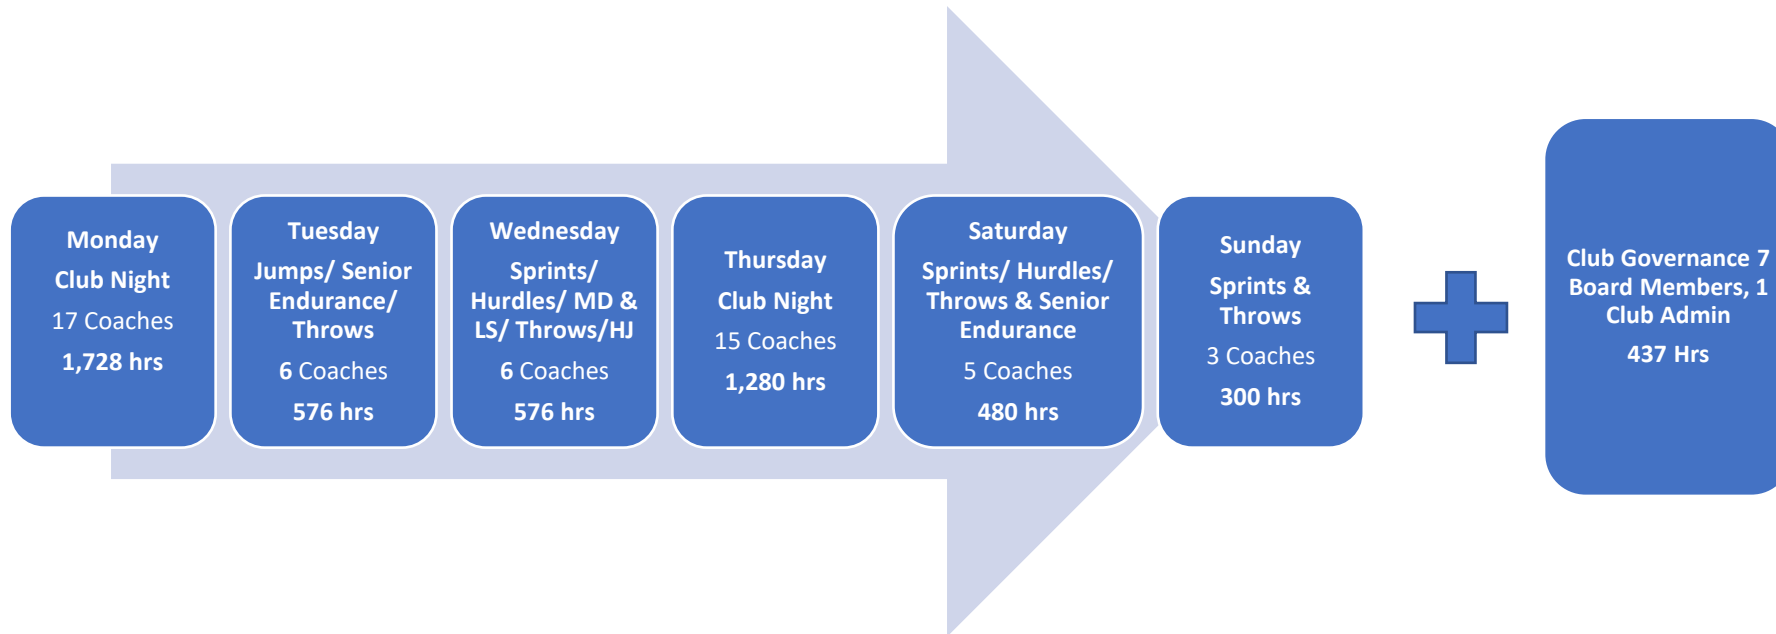 Monday
Club Night
17 Coaches
1,728 hrs
Tuesday
Jumps/ Senior
Endurance/
Throws
6 Coaches
576 hrs
Wednesday
Sprints/
Hurdles/ MD &
LS/ Throws/HJ
6 Coaches
576 hrs
Thursday
Club Night
15 Coaches
1,280 hrs
Saturday
Sprints/ Hurdles/
Throws & Senior
Endurance
5 Coaches
480 hrs
Sunday
Sprints &
Throws
3 Coaches
300 hrs
Club Governance 7
Board Members, 1
Club Admin
437 Hrs